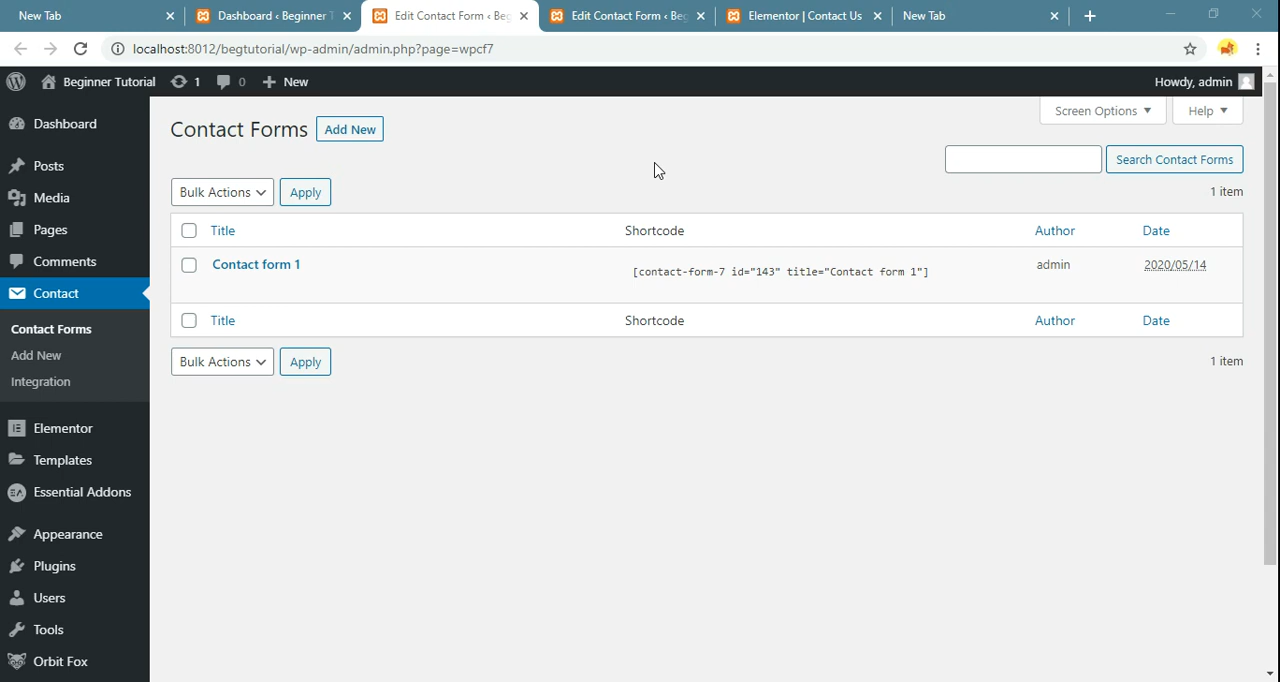 New Tab
Dashboard ‹ Beginner T
Edit Contact Form ‹ Beg
Edit Contact Form ‹ Beg
Elementor | Contact Us
New Tab
localhost:8012/begtutorial/wp-admin/admin.php?page=wpcf7
Beginner Tutorial
1
0
New
Howdy, admin
Dashboard
Posts
Media
Pages
Comments
Contact
Contact Forms
Add New
Integration
Elementor
Templates
Essential Addons
Appearance
Plugins
Users
Tools
Orbit Fox
Screen Options
Help
Contact Forms
Add New
Search Contact Forms
Bulk Actions
Apply
1 item
Title Shortcode Author Date
Contact form 1 [contact-form-7 id="143" title="Contact form 1"] admin 2020/05/14
Title Shortcode Author Date
Bulk Actions
Apply
1 item